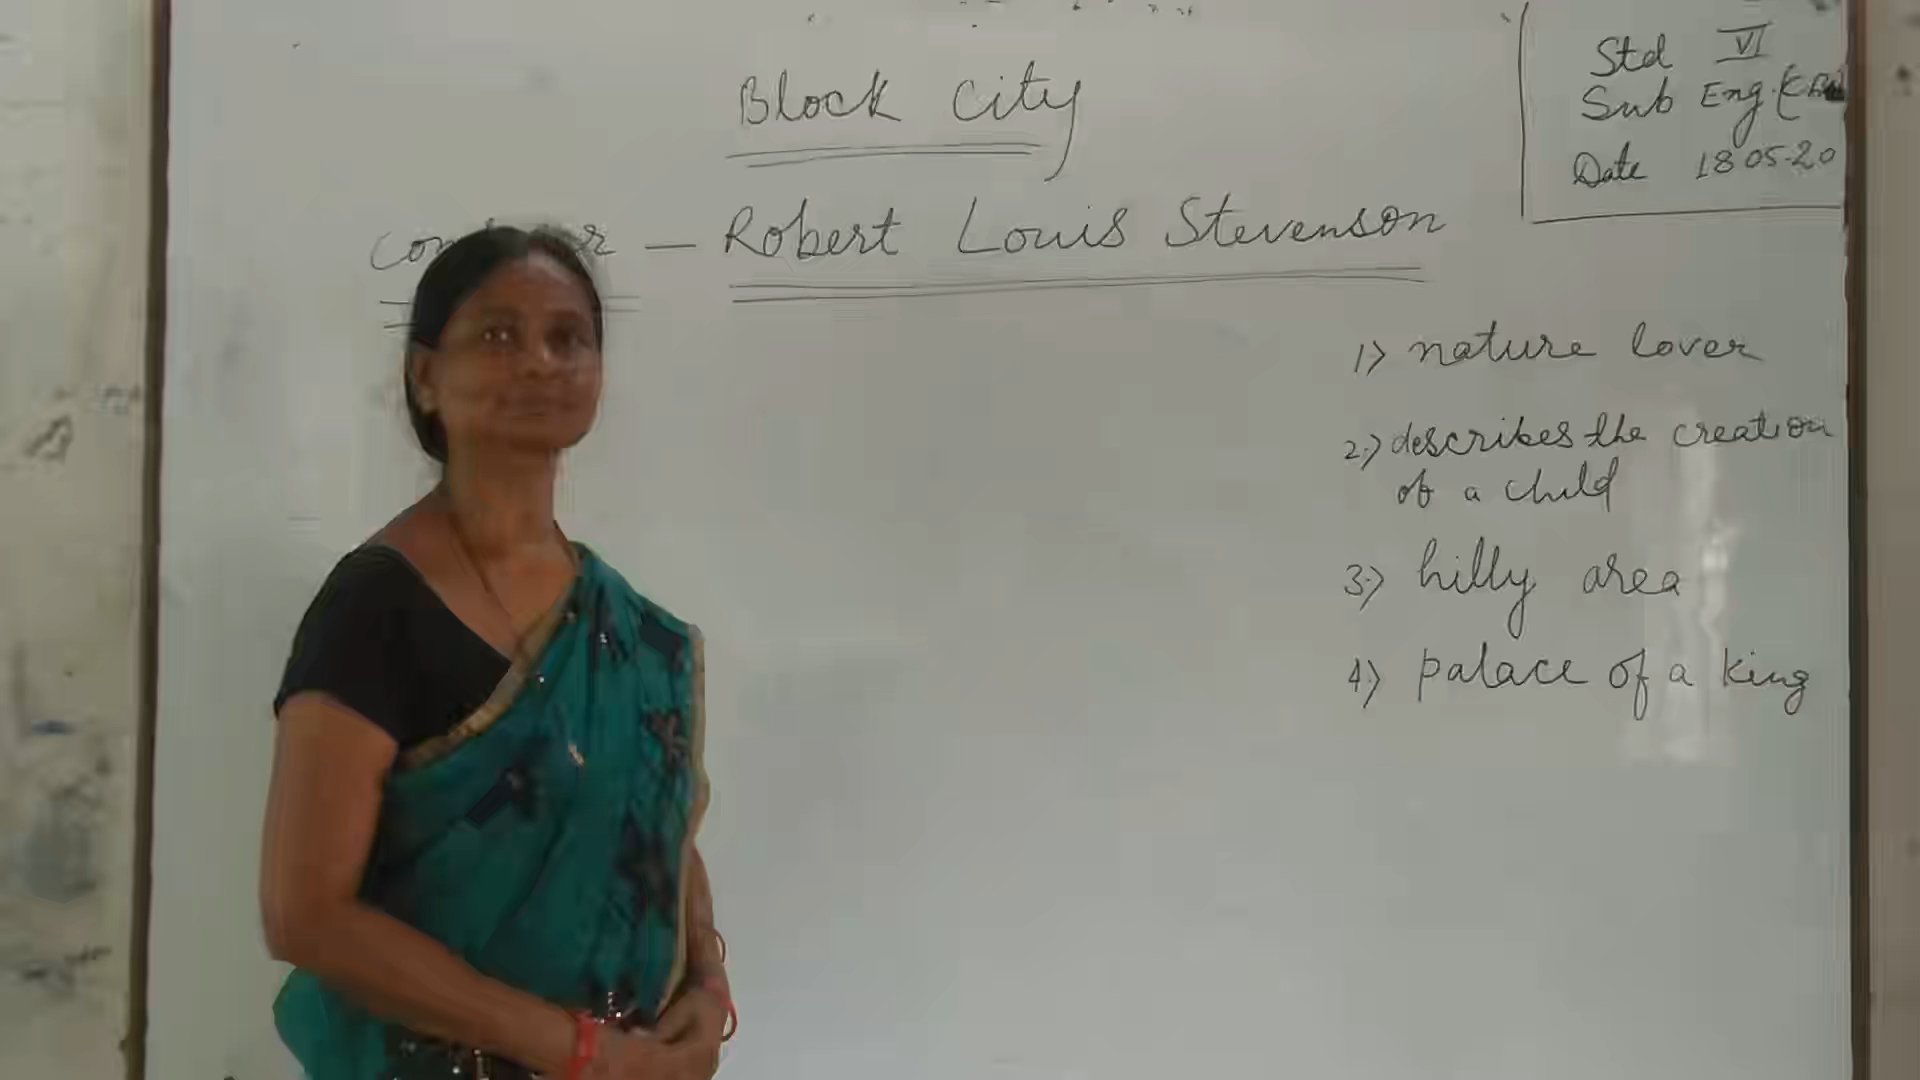 Block City
— Robert Louis Stevenson
Std VI
Sub Eng.
Date 18 05-20
1.) nature lover
2.) describes the creation
of a child
3.) hilly area
4.) palace of a king